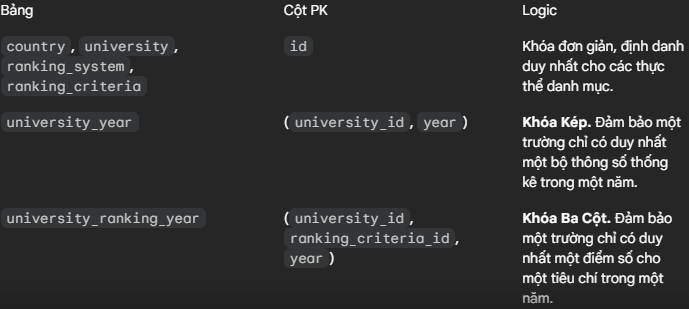 Bảng Cột PK Logic
country, university,
ranking_system,
ranking_criteria
id
Khóa đơn giản, định danh
duy nhất cho các thực
thể danh mục.
university_year
(university_id, year)
Khóa Kép. Đảm bảo một
trường chỉ có duy nhất
một bộ thông số thống
kê trong một năm.
university_ranking_year
(university_id,
ranking_criteria_id,
year)
Khóa Ba Cột. Đảm bảo
một trường chỉ có duy
nhất một điểm số cho
một tiêu chí trong một
năm.